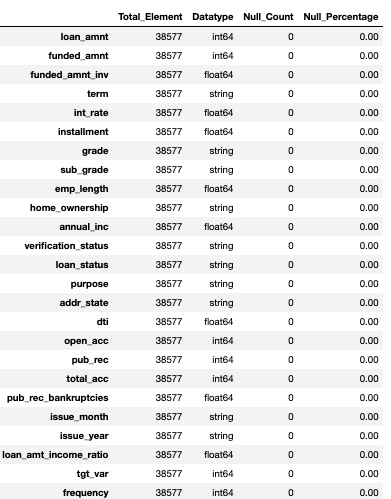 Total_Element Datatype Null_Count Null_Percentage
loan_amnt 38577 int64 0 0.00
funded_amnt 38577 int64 0 0.00
funded_amnt_inv 38577 float64 0 0.00
term 38577 string 0 0.00
int_rate 38577 float64 0 0.00
installment 38577 float64 0 0.00
grade 38577 string 0 0.00
sub_grade 38577 string 0 0.00
emp_length 38577 float64 0 0.00
home_ownership 38577 string 0 0.00
annual_inc 38577 float64 0 0.00
verification_status 38577 string 0 0.00
loan_status 38577 string 0 0.00
purpose 38577 string 0 0.00
addr_state 38577 string 0 0.00
dti 38577 float64 0 0.00
open_acc 38577 int64 0 0.00
pub_rec 38577 int64 0 0.00
total_acc 38577 int64 0 0.00
pub_rec_bankruptcies 38577 float64 0 0.00
issue_month 38577 string 0 0.00
issue_year 38577 string 0 0.00
loan_amt_income_ratio 38577 float64 0 0.00
tgt_var 38577 int64 0 0.00
frequency 38577 int64 0 0.00